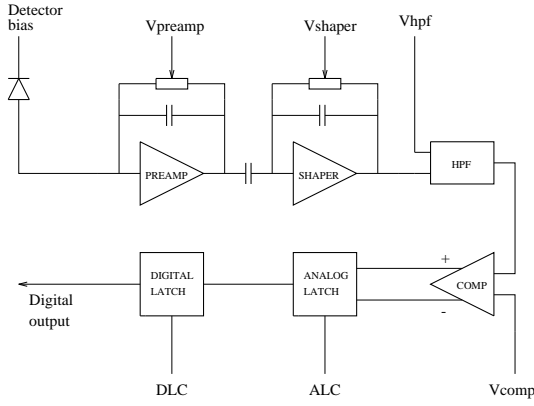 Detector
bias
Vpreamp
Vshaper
Vhpf
PREAMP
SHAPER
HPF
DIGITAL
LATCH
ANALOG
LATCH
+
-
COMP
Digital
output
DLC
ALC
Vcomp